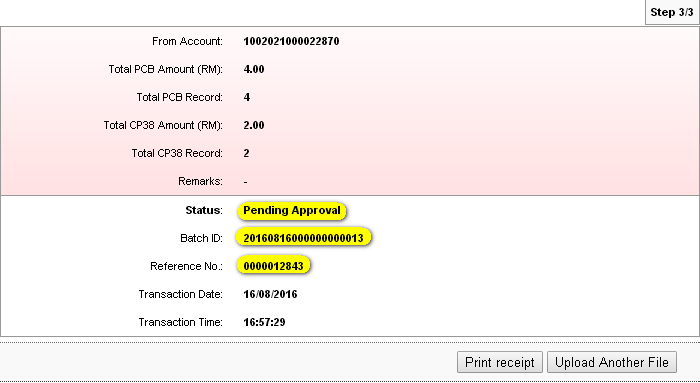 Step 3/3
From Account: 1002021000022870
Total PCB Amount (RM): 4.00
Total PCB Record: 4
Total CP38 Amount (RM): 2.00
Total CP38 Record: 2
Remarks: -
Status: Pending Approval
Batch ID: 20160816000000000013
Reference No.: 0000012843
Transaction Date: 16/08/2016
Transaction Time: 16:57:29
Print receipt Upload Another File